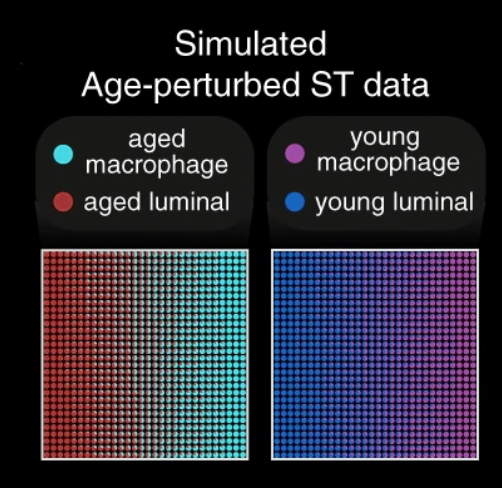 Simulated
Age-perturbed ST data
aged
macrophage
aged luminal
young
macrophage
young luminal